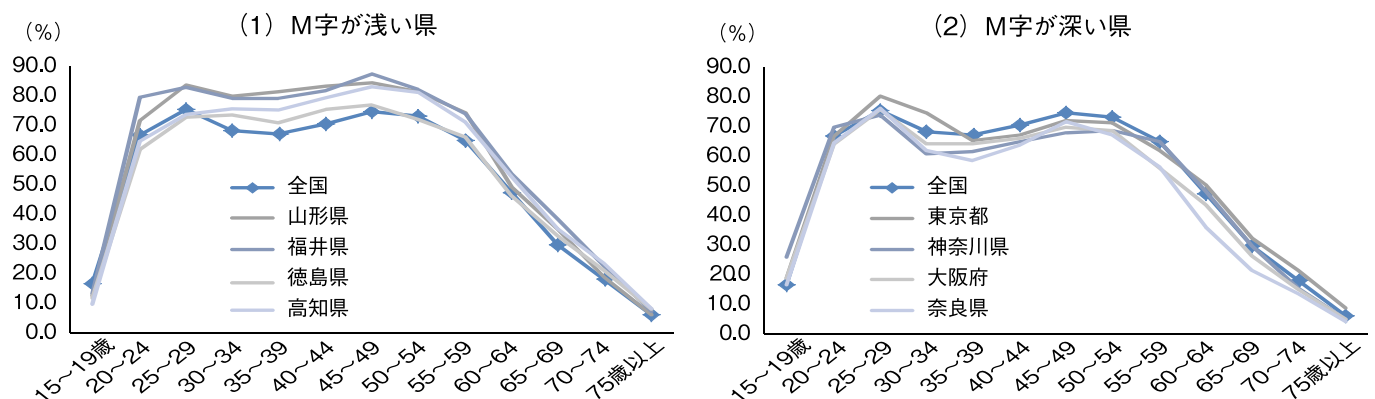 (1) M字が浅い県
(%)
90.0
80.0
70.0
60.0
50.0
40.0
30.0
20.0
10.0
0.0
全国
山形県
福井県
徳島県
高知県
15～19歳
20～24
25～29
30～34
35～39
40～44
45～49
50～54
55～59
60～64
65～69
70～74
75歳以上
(2) M字が深い県
(%)
90.0
80.0
70.0
60.0
50.0
40.0
30.0
20.0
10.0
0.0
全国
東京都
神奈川県
大阪府
奈良県
15～19歳
20～24
25～29
30～34
35～39
40～44
45～49
50～54
55～59
60～64
65～69
70～74
75歳以上